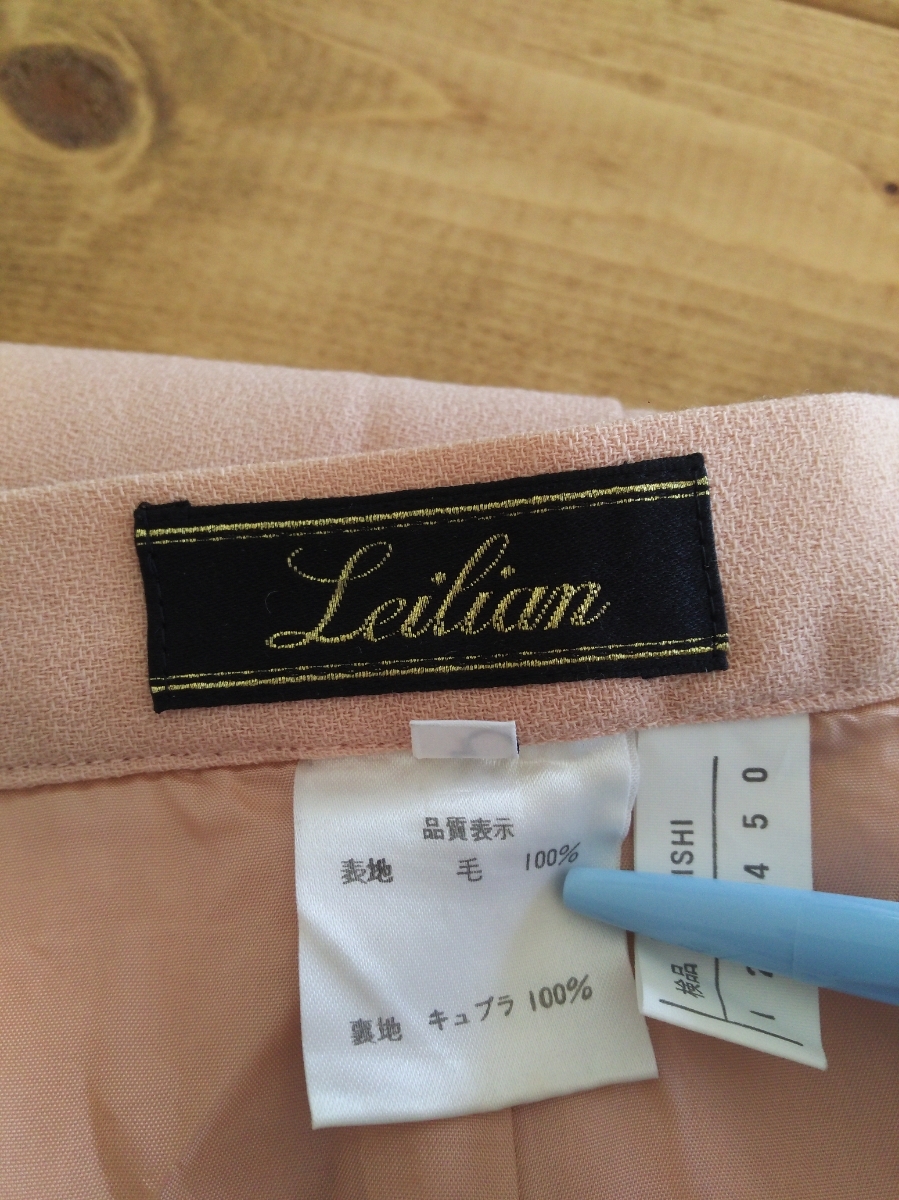 Leilian
品質表示
表地 毛 100%
裏地 キュプラ 100%
検品
ISHI
4 5 0